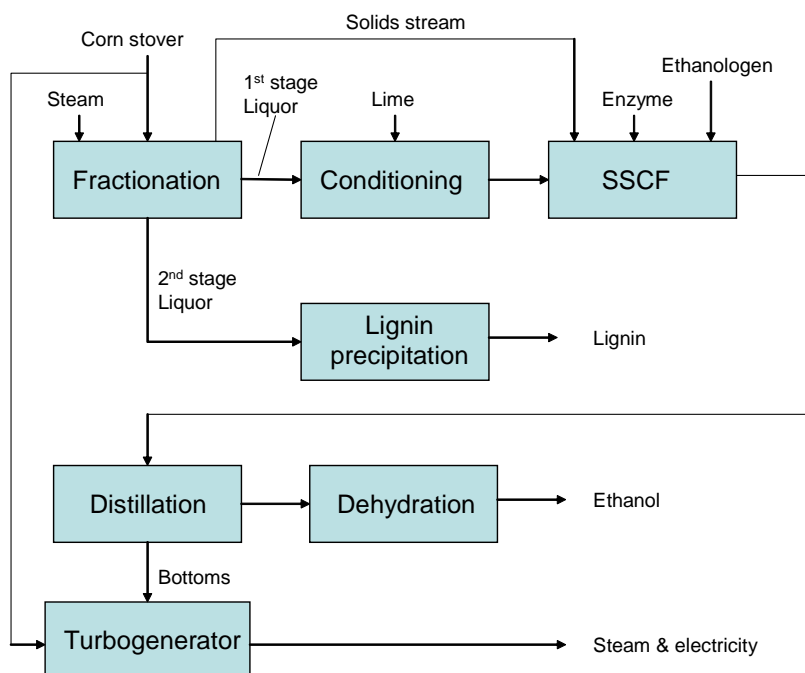 Solids stream
Corn stover
Ethanologen
1st stage
Liquor
Steam
Lime
Enzyme
Fractionation
Conditioning
SSCF
2nd stage
Liquor
Lignin
precipitation
Lignin
Distillation
Dehydration
Ethanol
Bottoms
Turbogenerator
Steam & electricity